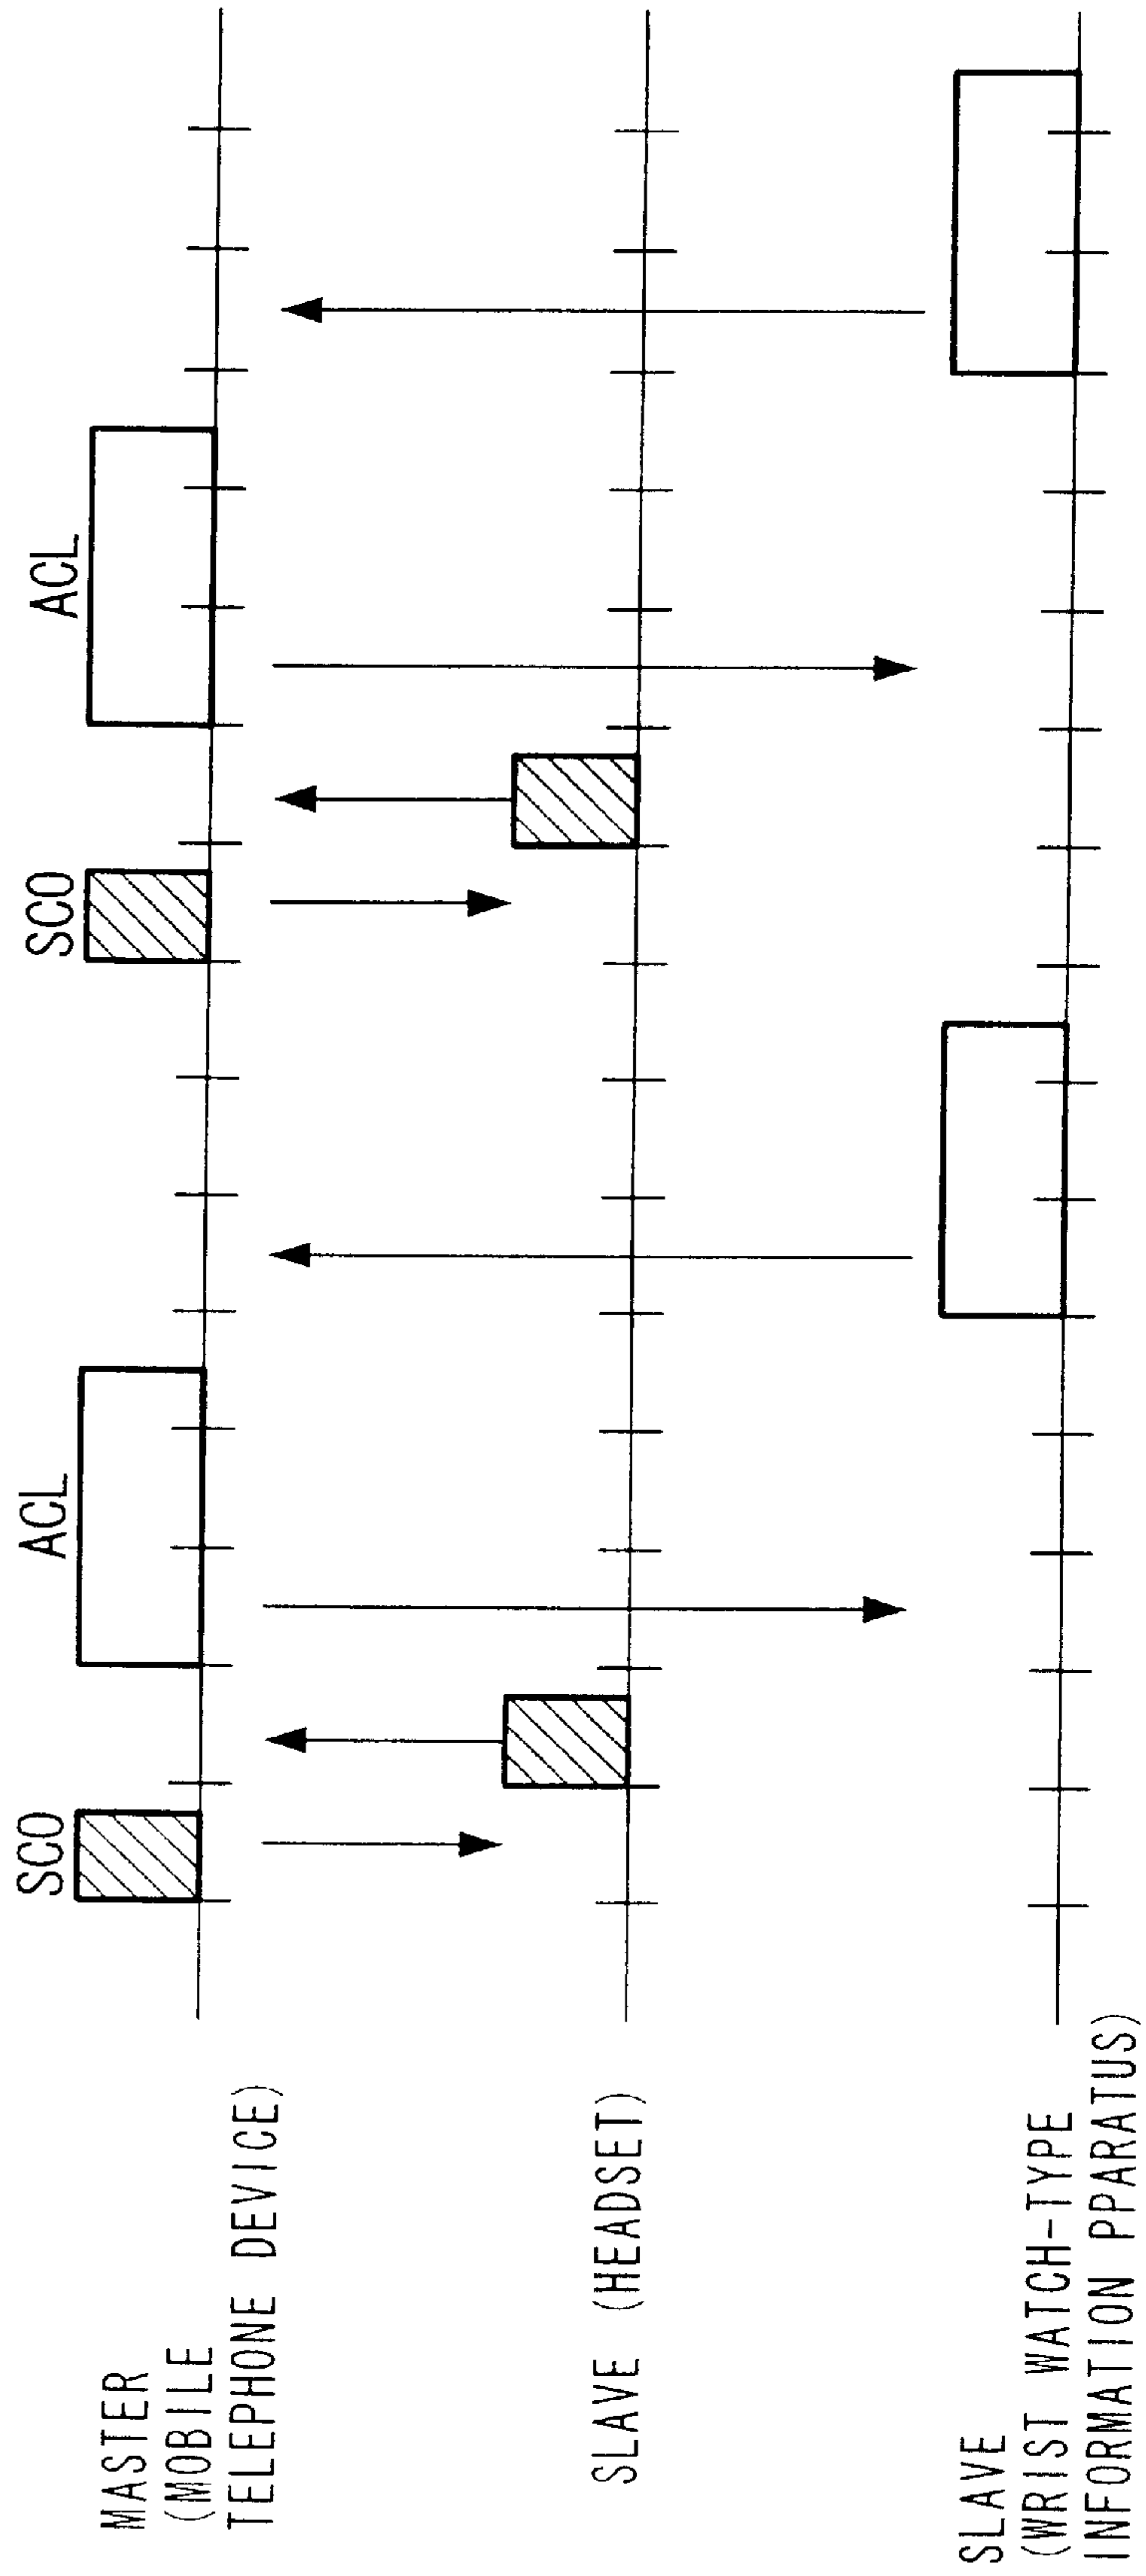 SCO
ACL
SCO
ACL
MASTER
(MOBILE
TELEPHONE DEVICE)
SLAVE (HEADSET)
SLAVE
(WRIST WATCH-TYPE
INFORMATION PPARATUS)